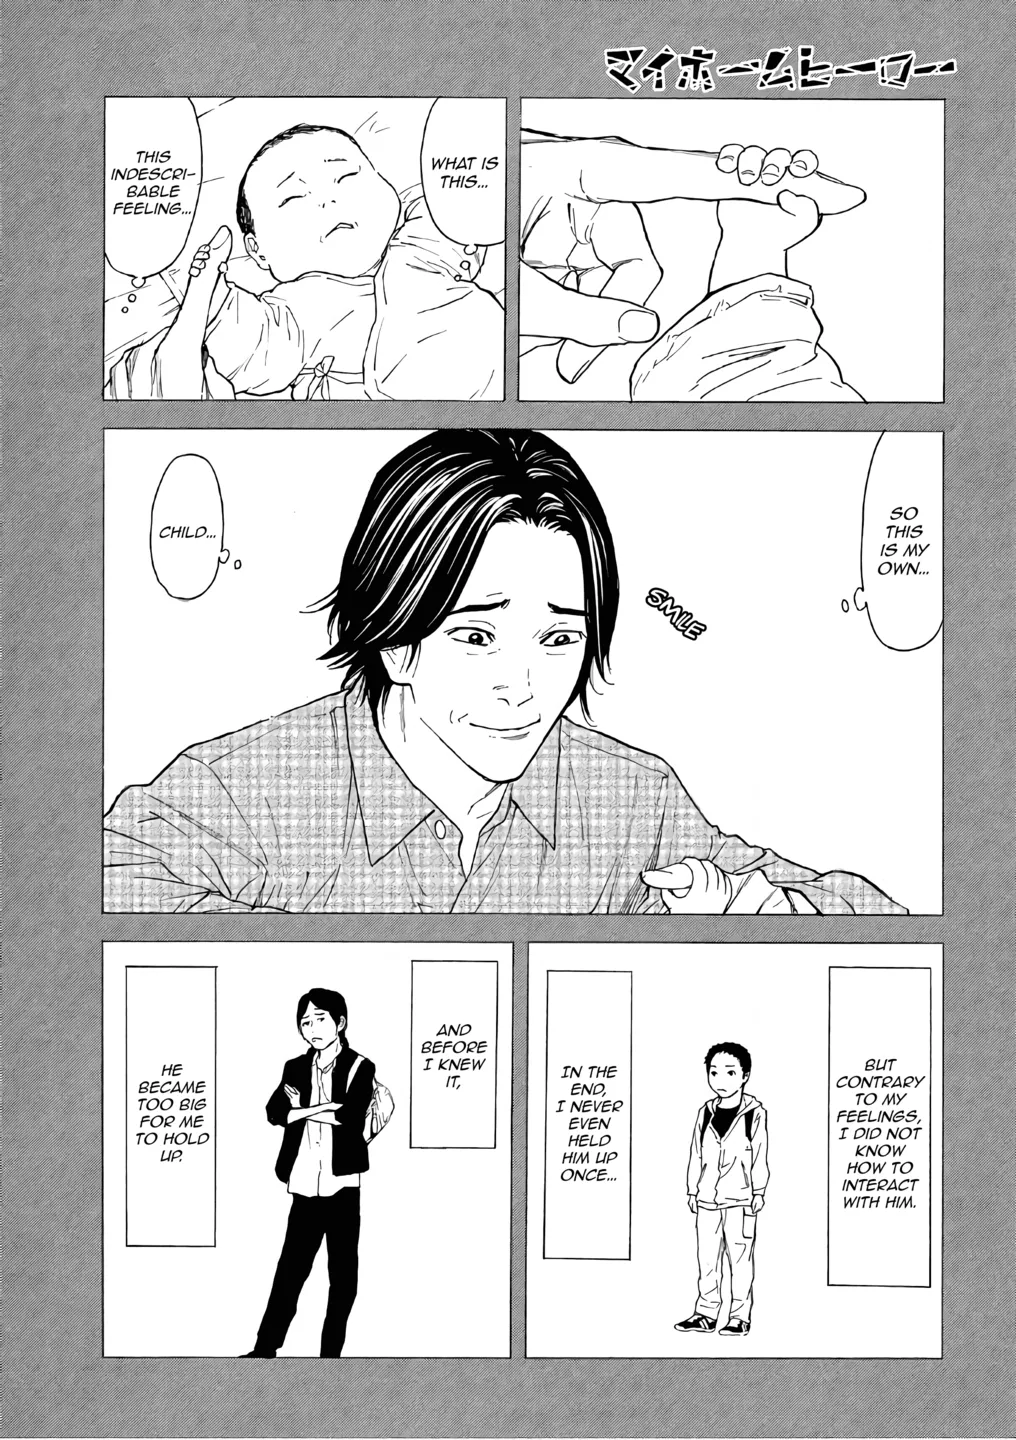 マイホームヒーロー
WHAT IS
THIS...
THIS
INDESCRI-
BABLE
FEELING...
SO
THIS
IS MY
OWN...
SMILE
CHILD...
BUT
CONTRARY
TO MY
FEELINGS,
I DID NOT
KNOW
HOW TO
INTERACT
WITH HIM.
IN THE
END,
I NEVER
EVEN
HELD
HIM UP
ONCE...
AND
BEFORE
I KNEW
IT,
HE
BECAME
TOO BIG
FOR ME
TO HOLD
UP.